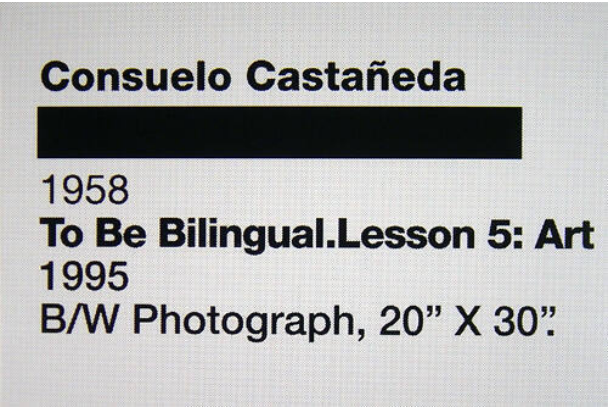 Consuelo Castañeda
1958
To Be Bilingual.Lesson 5: Art
1995
B/W Photograph, 20” X 30”.